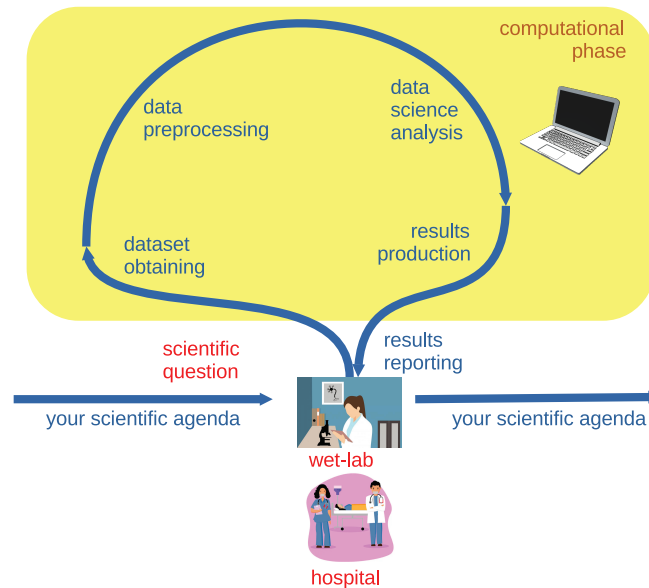 computational
phase
data
preprocessing
data
science
analysis
dataset
obtaining
results
production
scientific
question
results
reporting
your scientific agenda
your scientific agenda
wet-lab
hospital